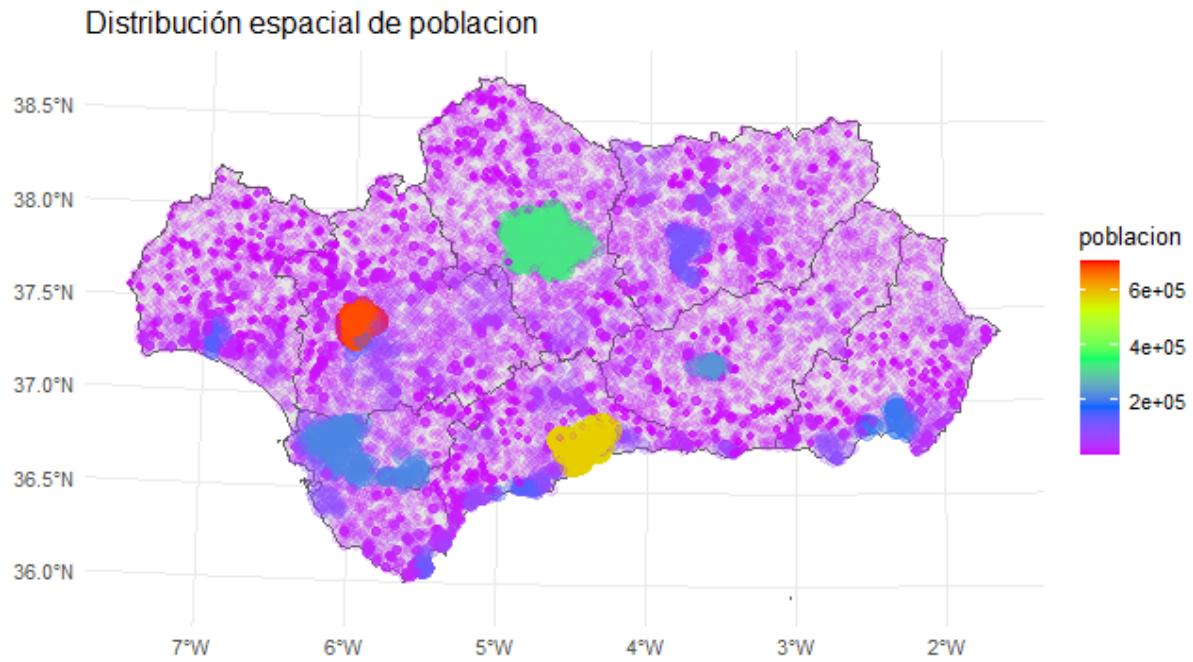 Distribución espacial de poblacion
38.5°N
38.0°N
37.5°N
37.0°N
36.5°N
36.0°N
7°W
6°W
5°W
4°W
3°W
2°W
poblacion
6e+05
4e+05
2e+05